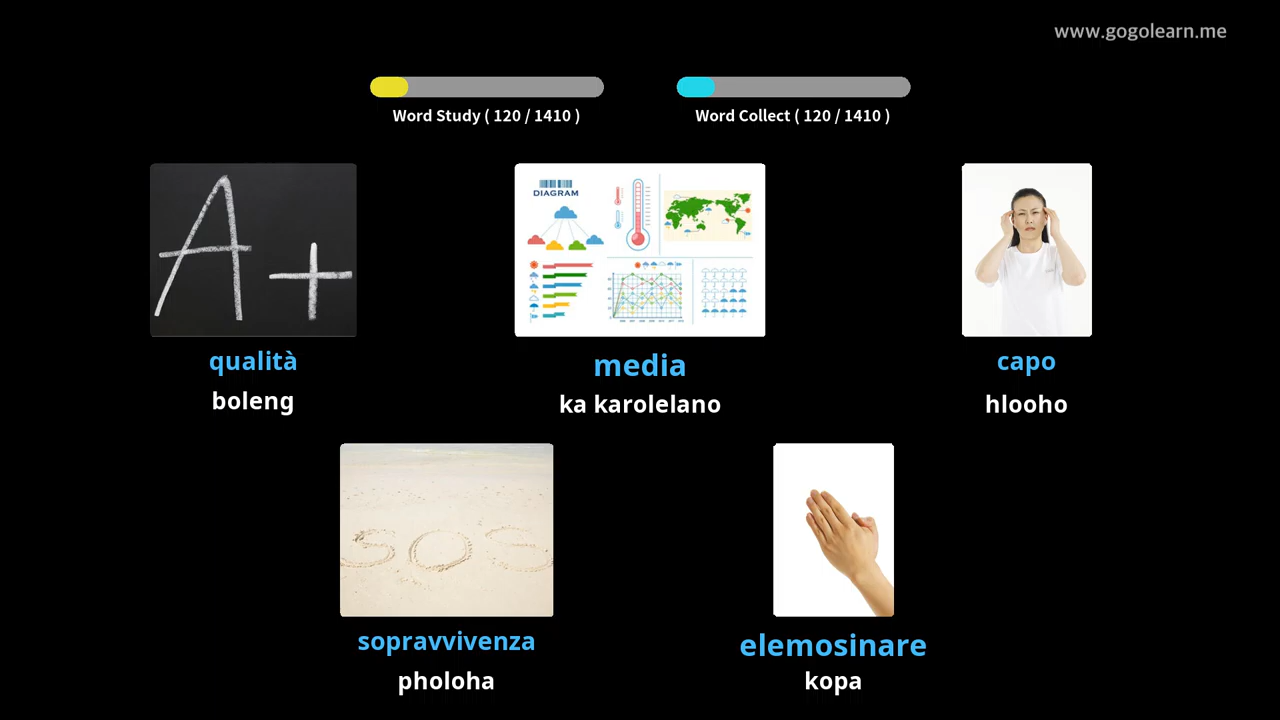 www.gogolearn.me
Word Study ( 120 / 1410 )
Word Collect ( 120 / 1410 )
A+
DIAGRAM
qualità
media
capo
boleng
ka karolelano
hlooho
SOS
sopravvivenza
elemosinare
pholoha
kopa